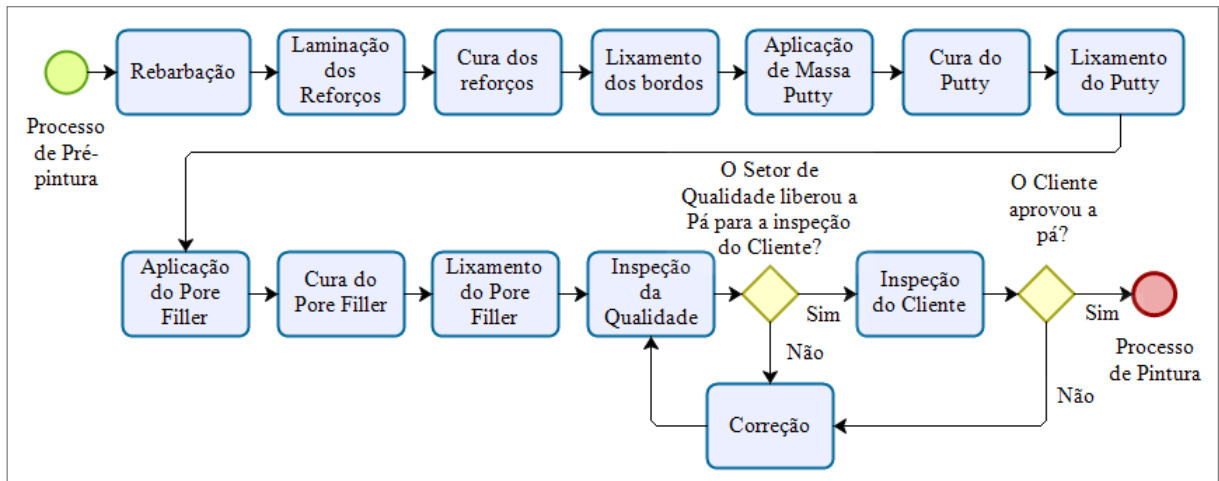 Processo
de Pré-
pintura
Rebarbação
Laminação
dos
Reforços
Cura dos
reforços
Lixamento
dos bordos
Aplicação
de Massa
Putty
Cura do
Putty
Lixamento
do Putty
Aplicação
do Pore
Filler
Cura do
Pore Filler
Lixamento
do Pore
Filler
Inspeção
da
Qualidade
O Setor de
Qualidade liberou a
Pá para a inspeção
do Cliente?
Sim
Não
Correção
Inspeção
do Cliente
O Cliente
aprovou a
pá?
Sim
Não
Processo
de Pintura